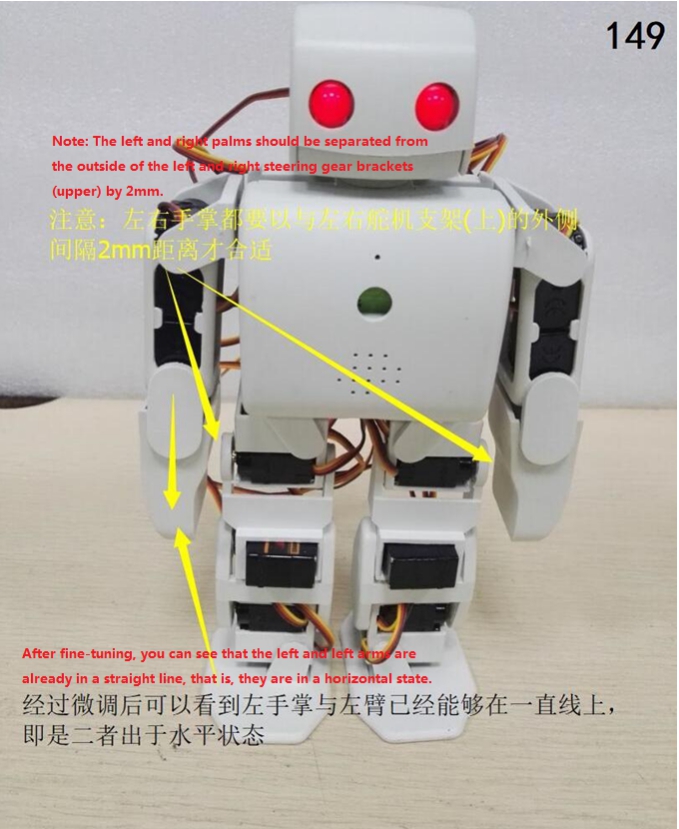 149
Note: The left and right palms should be separated from
the outside of the left and right steering gear brackets
(upper) by 2mm.
注意：左右手掌都要以与左右舵机支架(上)的外侧
间隔2mm距离才合适
After fine-tuning, you can see that the left and left arms are
already in a straight line, that is, they are in a horizontal state.
经过微调后可以看到左手掌与左臂已经能够在一直线上，
即是二者出于水平状态